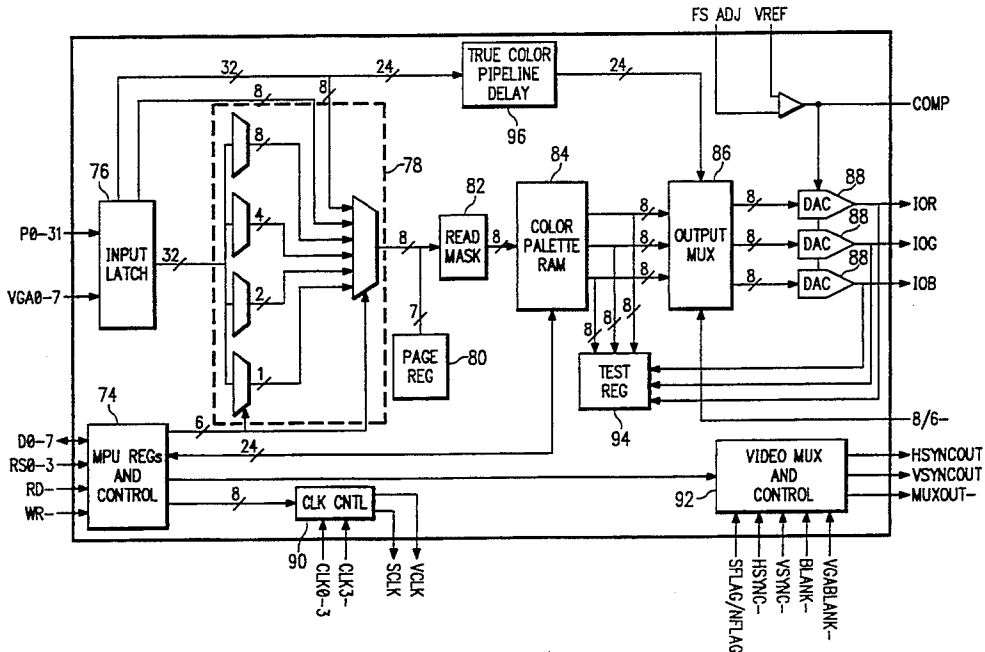 FS ADJ VREF
32
24
TRUE COLOR
PIPELINE
DELAY
96
24
8
8
COMP
78
76
INPUT
LATCH
P0-31
VGA0-7
32
8
4
2
1
8
82
READ
MASK
8
84
COLOR
PALETTE
RAM
8
8
8
86
OUTPUT
MUX
8
8
8
DAC
88
DAC
88
DAC
88
IOR
IOG
IOB
7
PAGE
REG
80
8
8
8
TEST
REG
94
8/6-
74
MPU REGs
AND
CONTROL
D0-7
RS0-3
RD-
WR-
6
24
8
CLK CNTL
90
CLK0-3
CLK3-
SCLK
VCLK
VIDEO MUX
AND
CONTROL
92
HSYNCOUT
VSYNCOUT
MUXOUT-
SFLAG/NFLAG
HSYNC-
VSYNC-
BLANK-
VGABLANK-